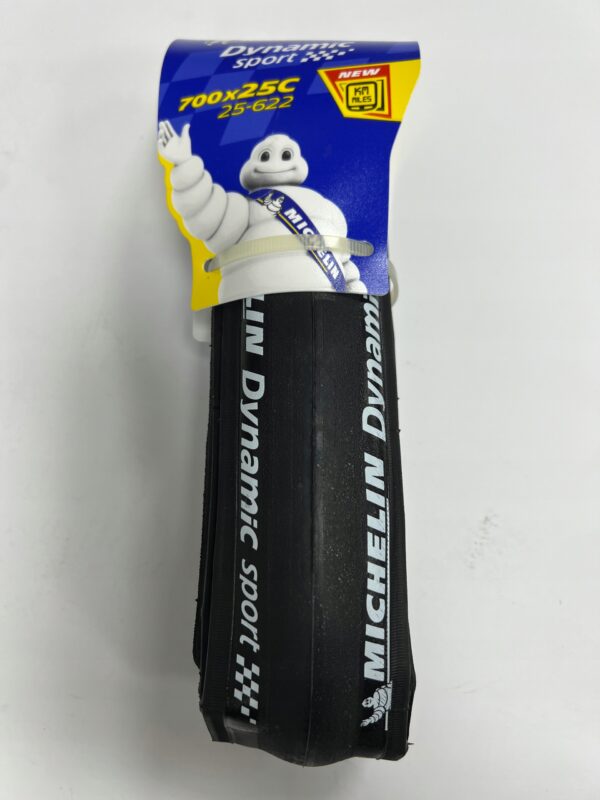 Dynamic
sport
700x25C
25-622
NEW
KM
MILES
MICHELIN
LIN Dynamic sport
MICHELIN Dynami